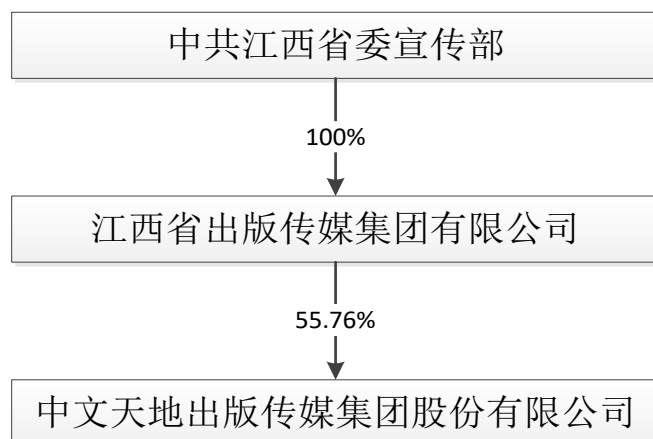 中共江西省委宣传部
100%
江西省出版传媒集团有限公司
55.76%
中文天地出版传媒集团股份有限公司